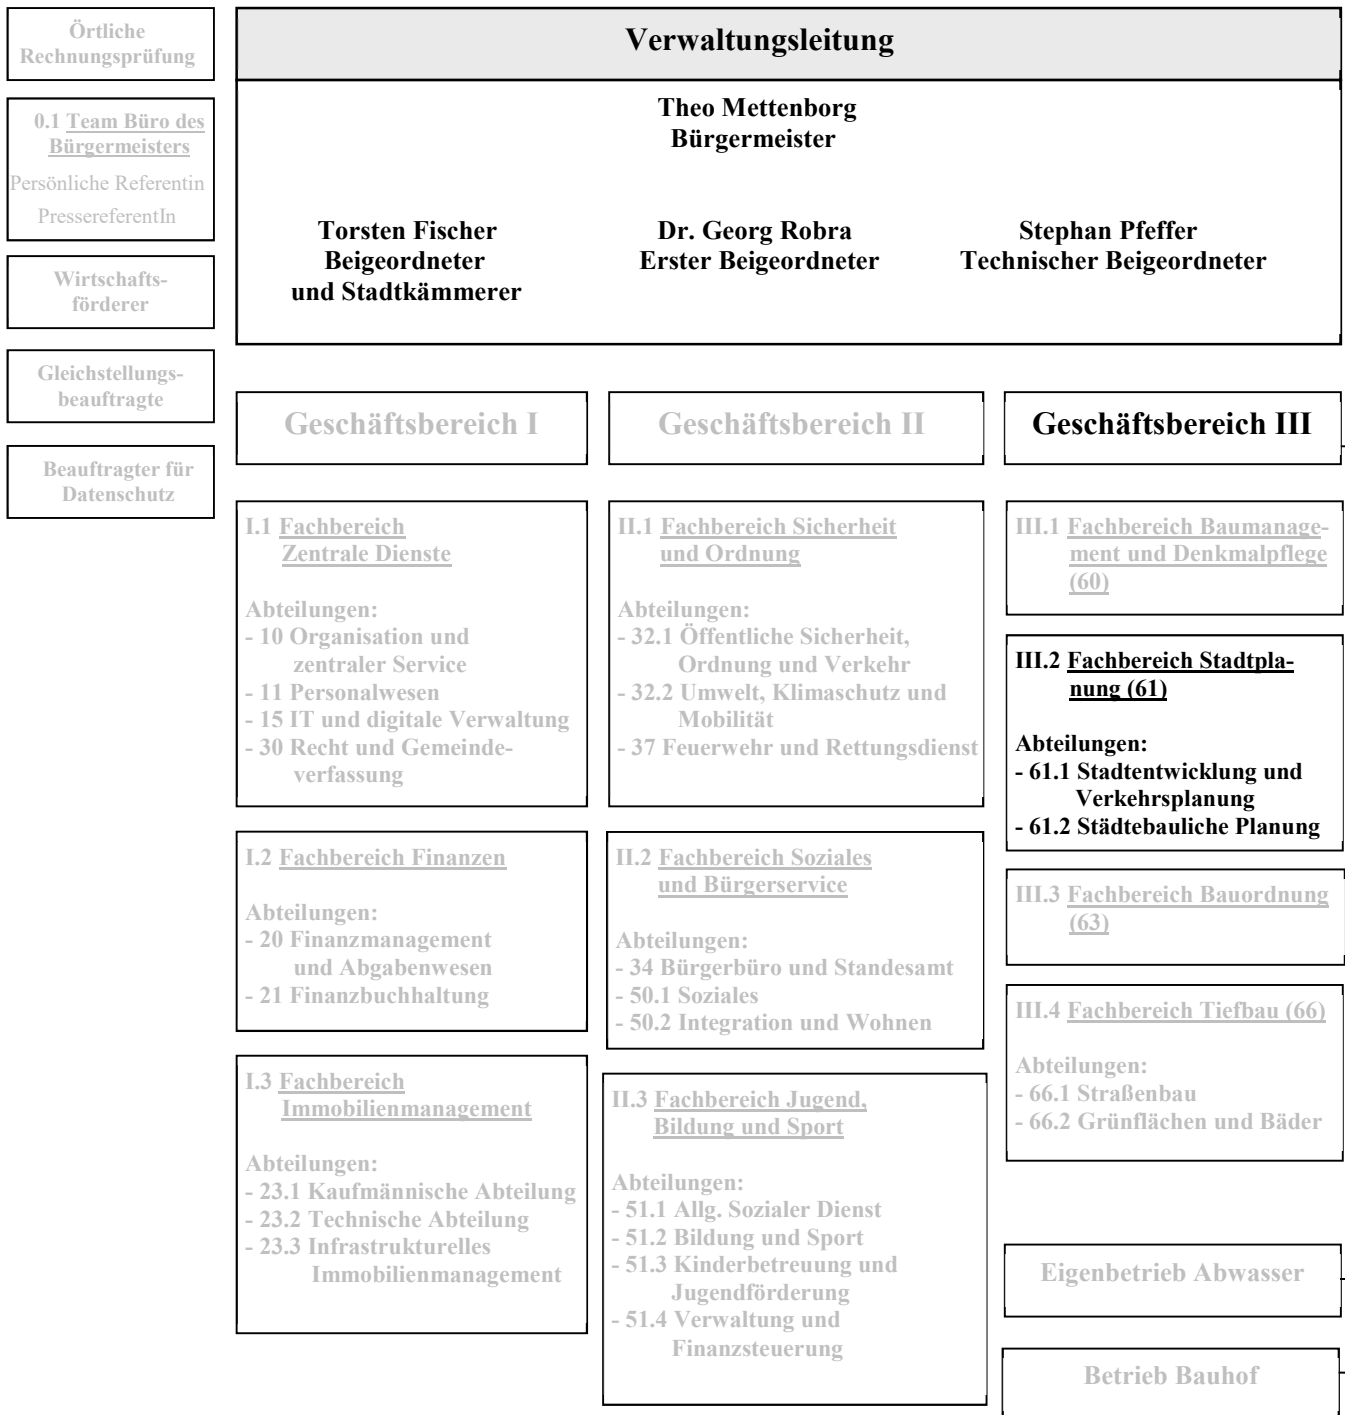 Örtliche
Rechnungsprüfung
0.1 Team Büro des
Bürgermeisters
Persönliche Referentin
PressereferentIn
Wirtschafts-
förderer
Gleichstellungs-
beauftragte
Beauftragter für
Datenschutz
Verwaltungsleitung
Theo Mettenborg
Bürgermeister
Torsten Fischer
Beigeordneter
und Stadtkämmerer
Dr. Georg Robra
Erster Beigeordneter
Stephan Pfeffer
Technischer Beigeordneter
Geschäftsbereich I
I.1 Fachbereich
Zentrale Dienste
Abteilungen:
- 10 Organisation und
zentraler Service
- 11 Personalwesen
- 15 IT und digitale Verwaltung
- 30 Recht und Gemeinde-
verfassung
I.2 Fachbereich Finanzen
Abteilungen:
- 20 Finanzmanagement
und Abgabenwesen
- 21 Finanzbuchhaltung
I.3 Fachbereich
Immobilienmanagement
Abteilungen:
- 23.1 Kaufmännische Abteilung
- 23.2 Technische Abteilung
- 23.3 Infrastrukturelles
Immobilienmanagement
Geschäftsbereich II
II.1 Fachbereich Sicherheit
und Ordnung
Abteilungen:
- 32.1 Öffentliche Sicherheit,
Ordnung und Verkehr
- 32.2 Umwelt, Klimaschutz und
Mobilität
- 37 Feuerwehr und Rettungsdienst
II.2 Fachbereich Soziales
und Bürgerservice
Abteilungen:
- 34 Bürgerbüro und Standesamt
- 50.1 Soziales
- 50.2 Integration und Wohnen
II.3 Fachbereich Jugend,
Bildung und Sport
Abteilungen:
- 51.1 Allg. Sozialer Dienst
- 51.2 Bildung und Sport
- 51.3 Kinderbetreuung und
Jugendförderung
- 51.4 Verwaltung und
Finanzsteuerung
Geschäftsbereich III
III.1 Fachbereich Baumanage-
ment und Denkmalpflege
(60)
III.2 Fachbereich Stadtpla-
nung (61)
Abteilungen:
- 61.1 Stadtentwicklung und
Verkehrsplanung
- 61.2 Städtebauliche Planung
III.3 Fachbereich Bauordnung
(63)
III.4 Fachbereich Tiefbau (66)
Abteilungen:
- 66.1 Straßenbau
- 66.2 Grünflächen und Bäder
Eigenbetrieb Abwasser
Betrieb Bauhof